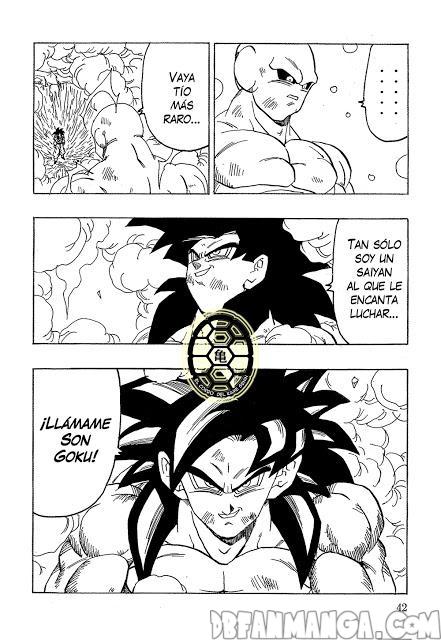 VAYA
TÍO
MÁS
RARO...
......
TAN SÓLO
SOY UN
SAIYAN
AL QUE LE
ENCANTA
LUCHAR...
¡LLÁMAME
SON
GOKU!
亀
42
DBFANMANGA.COM